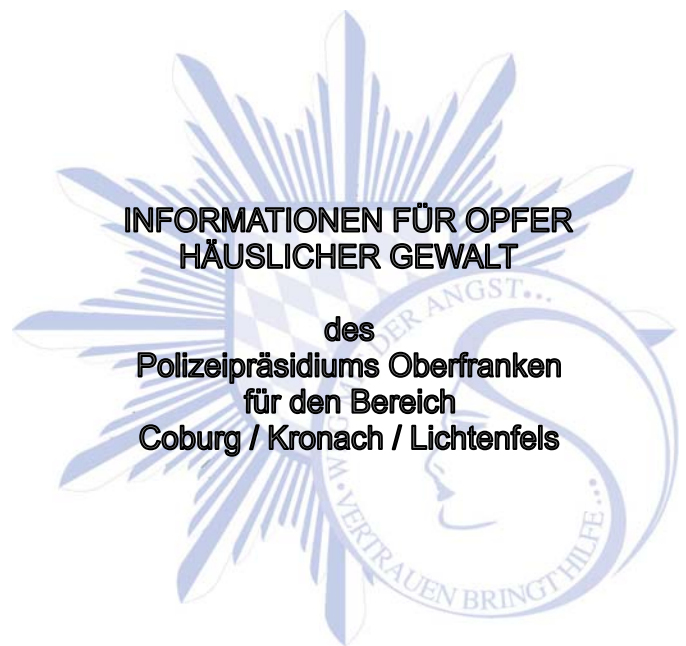 INFORMATIONEN FÜR OPFER
HÄUSLICHER GEWALT
des
Polizeipräsidiums Oberfranken
für den Bereich
Coburg / Kronach / Lichtenfels
DER ANGST...
VERTRAUEN BRINGT HILFE...